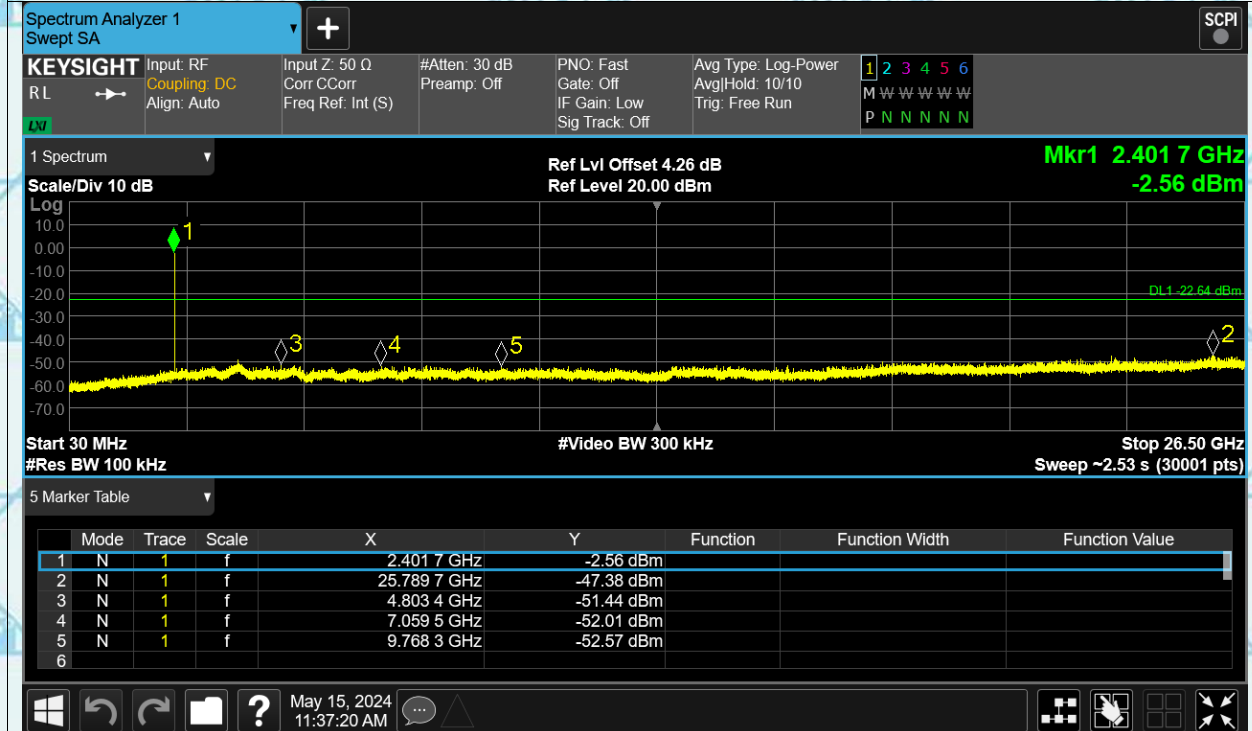 Spectrum Analyzer 1
Swept SA
SCPI
KEYSIGHT
RL
LXI
Input: RF
Coupling: DC
Align: Auto
Input Z: 50 Ω
Corr CCorr
Freq Ref: Int (S)
#Atten: 30 dB
Preamp: Off
PNO: Fast
Gate: Off
IF Gain: Low
Sig Track: Off
Avg Type: Log-Power
Avg|Hold: 10/10
Trig: Free Run
1 2 3 4 5 6
M W W W W W
P N N N N N
1 Spectrum
Scale/Div 10 dB
Ref Lvl Offset 4.26 dB
Ref Level 20.00 dBm
Mkr1 2.401 7 GHz
-2.56 dBm
Log
10.0
0.00
-10.0
-20.0
-30.0
-40.0
-50.0
-60.0
-70.0
1
DL1 -22.64 dBm
3
4
5
2
Start 30 MHz
#Video BW 300 kHz
Stop 26.50 GHz
#Res BW 100 kHz
Sweep ~2.53 s (30001 pts)
5 Marker Table
Mode Trace Scale X Y Function Function Width Function Value
1 N 1 f 2.401 7 GHz -2.56 dBm
2 N 1 f 25.789 7 GHz -47.38 dBm
3 N 1 f 4.803 4 GHz -51.44 dBm
4 N 1 f 7.059 5 GHz -52.01 dBm
5 N 1 f 9.768 3 GHz -52.57 dBm
6
?
May 15, 2024
11:37:20 AM